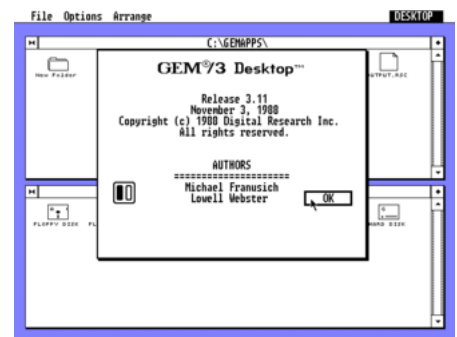 File Options Arrange DESKTOP
C:\GEMAPPS\
New Folder
GEM®/3 Desktop™
Release 3.11
November 3, 1988
Copyright (c) 1988 Digital Research Inc.
All rights reserved.
AUTHORS
=====================
Michael Franusich
Lowell Webster
OK
FLOPPY DISK
HARD DISK